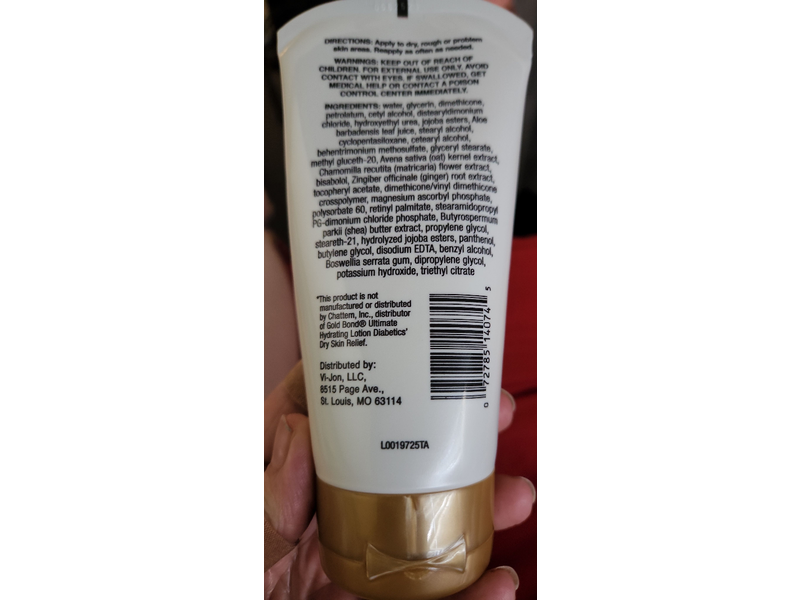 DIRECTIONS: Apply to dry, rough or problem
skin areas. Reapply as often as needed.
WARNINGS: KEEP OUT OF REACH OF
CHILDREN. FOR EXTERNAL USE ONLY. AVOID
CONTACT WITH EYES. IF SWALLOWED, GET
MEDICAL HELP OR CONTACT A POISON
CONTROL CENTER IMMEDIATELY.
INGREDIENTS: water, glycerin, dimethicone,
petrolatum, cetyl alcohol, distearyldimonium
chloride, hydroxyethyl urea, jojoba esters, Aloe
barbadensis leaf juice, stearyl alcohol,
cyclopentasiloxane, cetearyl alcohol,
behentrimonium methosulfate, glyceryl stearate,
methyl gluceth-20, Avena sativa (oat) kernel extract,
Chamomilla recutita (matricaria) flower extract,
bisabolol, Zingiber officinale (ginger) root extract,
tocopheryl acetate, dimethicone/vinyl dimethicone
crosspolymer, magnesium ascorbyl phosphate,
polysorbate 60, retinyl palmitate, stearamidopropyl
PG-dimonium chloride phosphate, Butyrospermum
parkii (shea) butter extract, propylene glycol,
steareth-21, hydrolyzed jojoba esters, panthenol,
butylene glycol, disodium EDTA, benzyl alcohol,
Boswellia serrata gum, dipropylene glycol,
potassium hydroxide, triethyl citrate
*This product is not
manufactured or distributed
by Chattem, Inc., distributor
of Gold Bond® Ultimate
Hydrating Lotion Diabetics'
Dry Skin Relief.
Distributed by:
Vi-Jon, LLC,
8515 Page Ave.,
St. Louis, MO 63114
0 72785 14074 5
L0019725TA